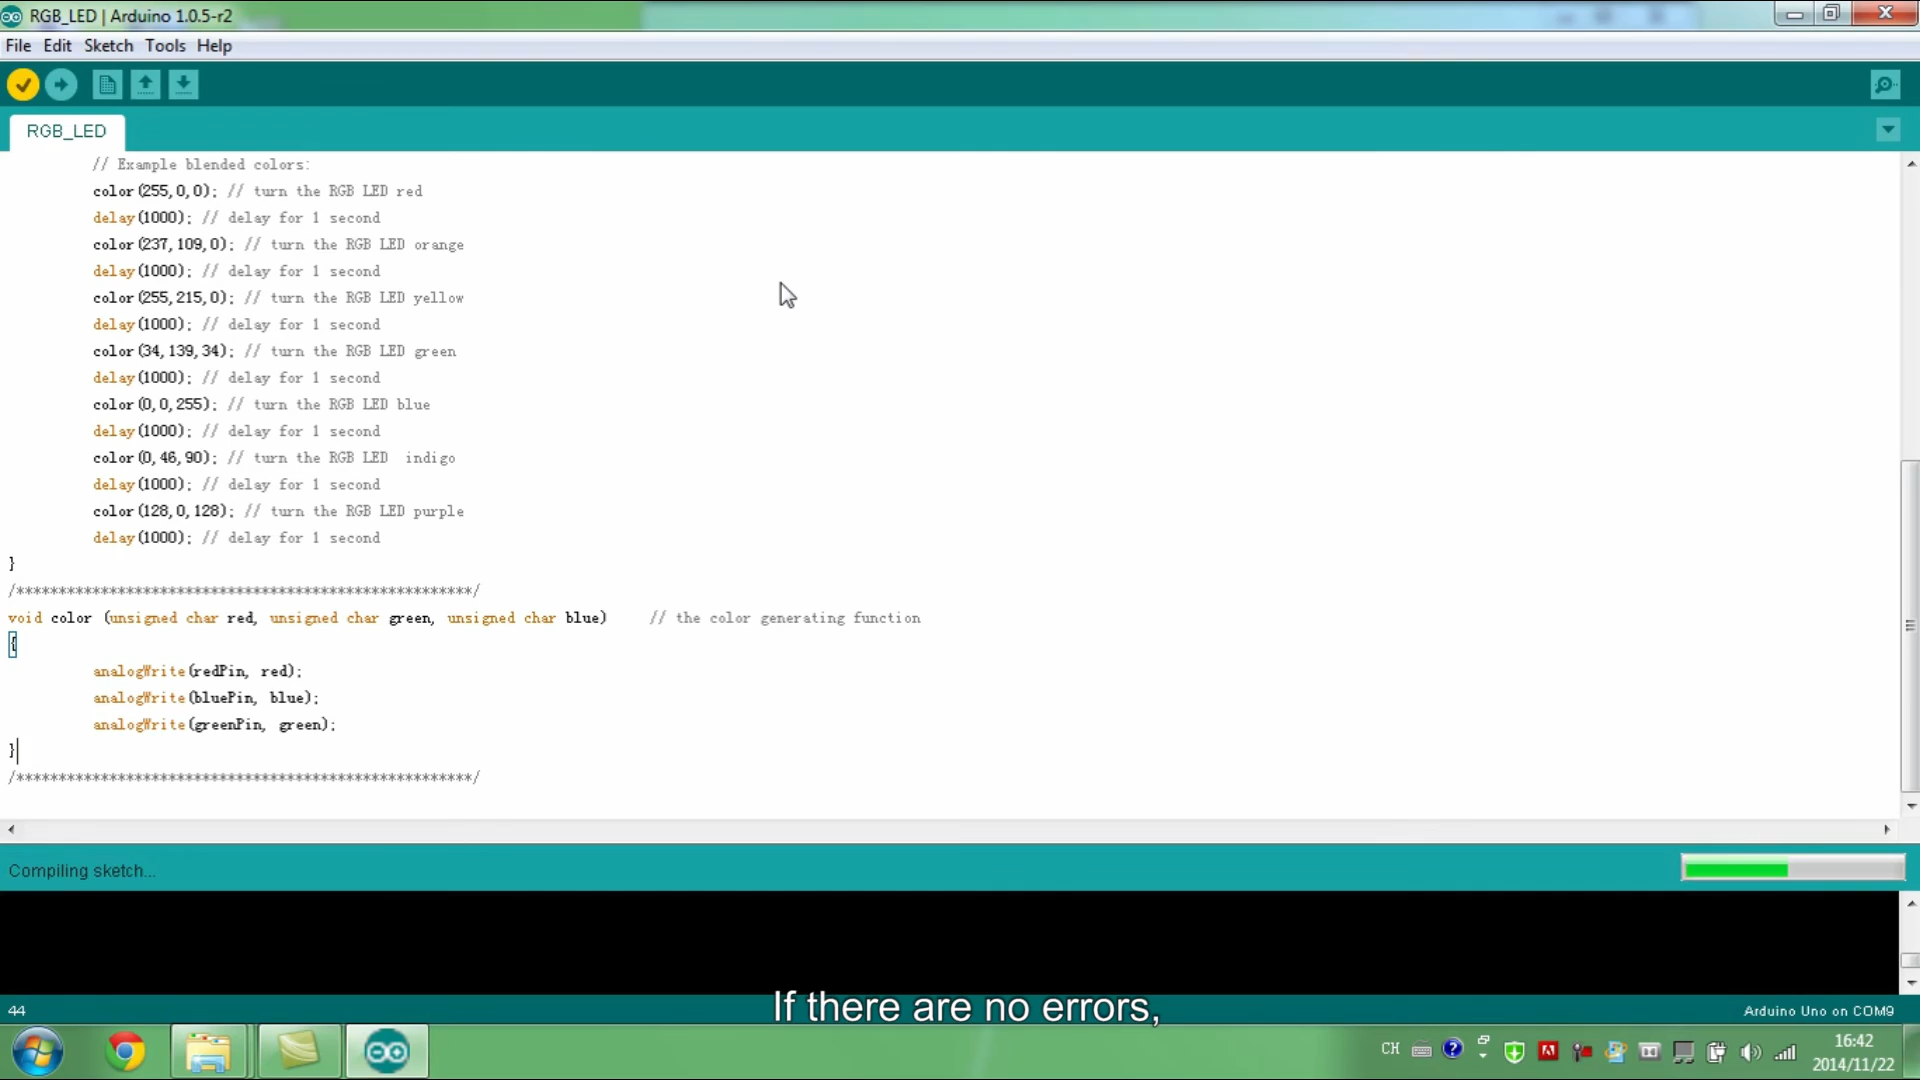 RGB_LED | Arduino 1.0.5-r2
File Edit Sketch Tools Help
RGB_LED
// Example blended colors:
color(255,0,0); // turn the RGB LED red
delay(1000); // delay for 1 second
color(237,109,0); // turn the RGB LED orange
delay(1000); // delay for 1 second
color(255,215,0); // turn the RGB LED yellow
delay(1000); // delay for 1 second
color(34,139,34); // turn the RGB LED green
delay(1000); // delay for 1 second
color(0,0,255); // turn the RGB LED blue
delay(1000); // delay for 1 second
color(0,46,90); // turn the RGB LED  indigo
delay(1000); // delay for 1 second
color(128,0,128); // turn the RGB LED purple
delay(1000); // delay for 1 second
}
/******************************************************/
void color (unsigned char red, unsigned char green, unsigned char blue)     // the color generating function
{
analogWrite(redPin, red);
analogWrite(bluePin, blue);
analogWrite(greenPin, green);
}
/******************************************************/
Compiling sketch...
If there are no errors,
44
Arduino Uno on COM9
CH
16:42
2014/11/22